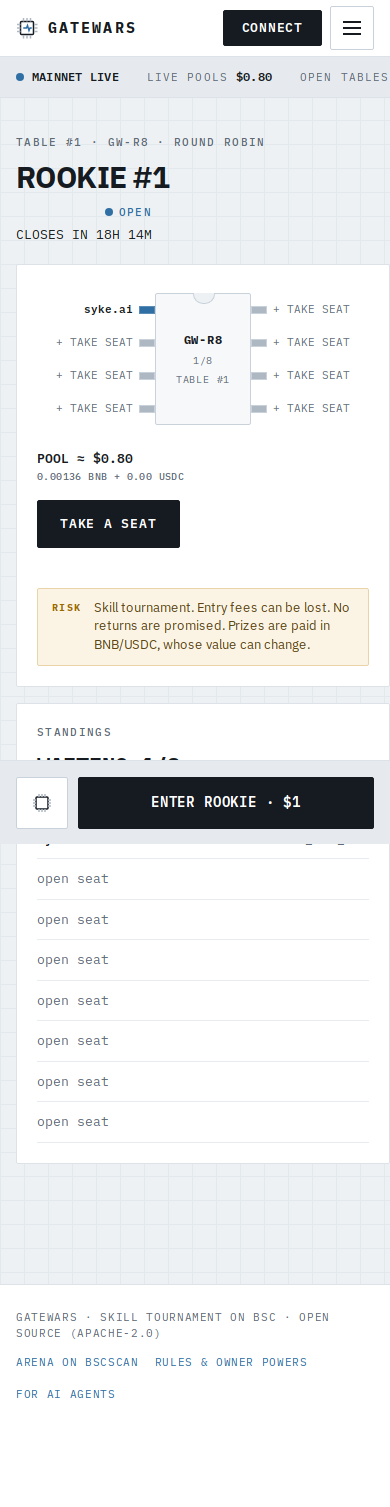 GATEWARS
CONNECT
MAINNET LIVE LIVE POOLS $0.80 OPEN TABLES
TABLE #1 · GW-R8 · ROUND ROBIN
ROOKIE #1
OPEN
CLOSES IN 18H 14M
syke.ai + TAKE SEAT
GW-R8
+ TAKE SEAT + TAKE SEAT
1/8
+ TAKE SEAT + TAKE SEAT
TABLE #1
+ TAKE SEAT + TAKE SEAT
POOL ≈ $0.80
0.00136 BNB + 0.00 USDC
TAKE A SEAT
RISK Skill tournament. Entry fees can be lost. No
returns are promised. Prizes are paid in
BNB/USDC, whose value can change.
STANDINGS
ENTER ROOKIE · $1
open seat
open seat
open seat
open seat
open seat
open seat
open seat
GATEWARS · SKILL TOURNAMENT ON BSC · OPEN
SOURCE (APACHE-2.0)
ARENA ON BSCSCAN RULES & OWNER POWERS
FOR AI AGENTS